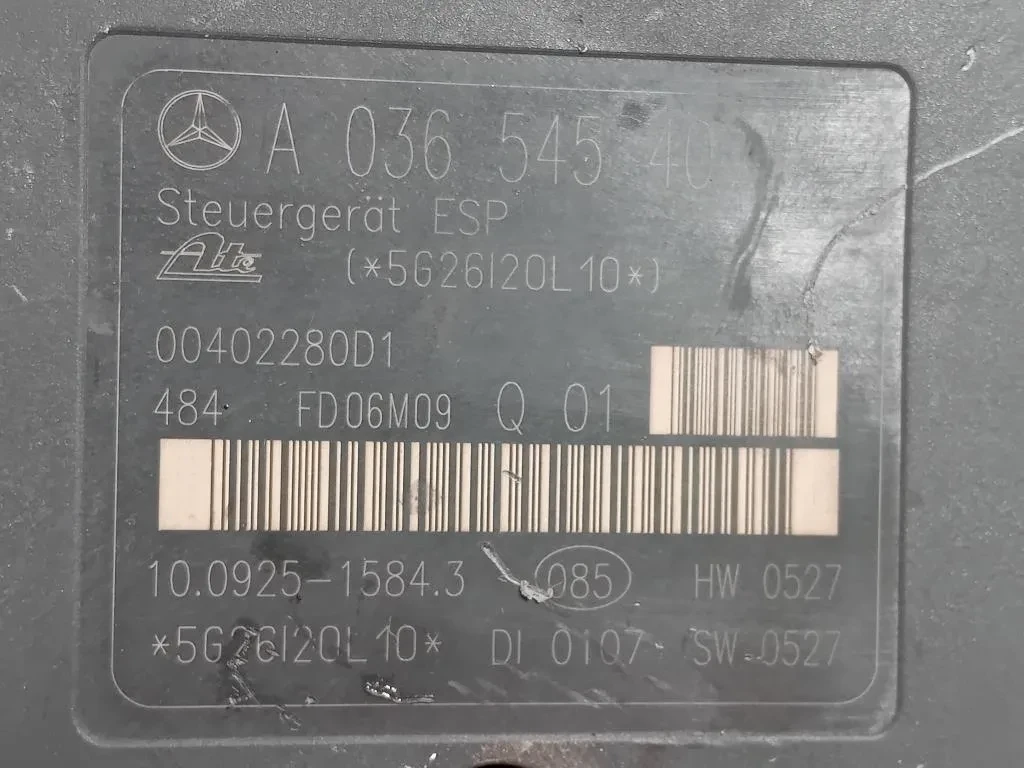 A 036 545 40
Steuergerät ESP
Ate (*5G26I20L10*)
00402280D1
484 FD06M09 Q 01
10.0925-1584.3 085 HW 0527
*5G26I20L10* DI 0107 SW 0527